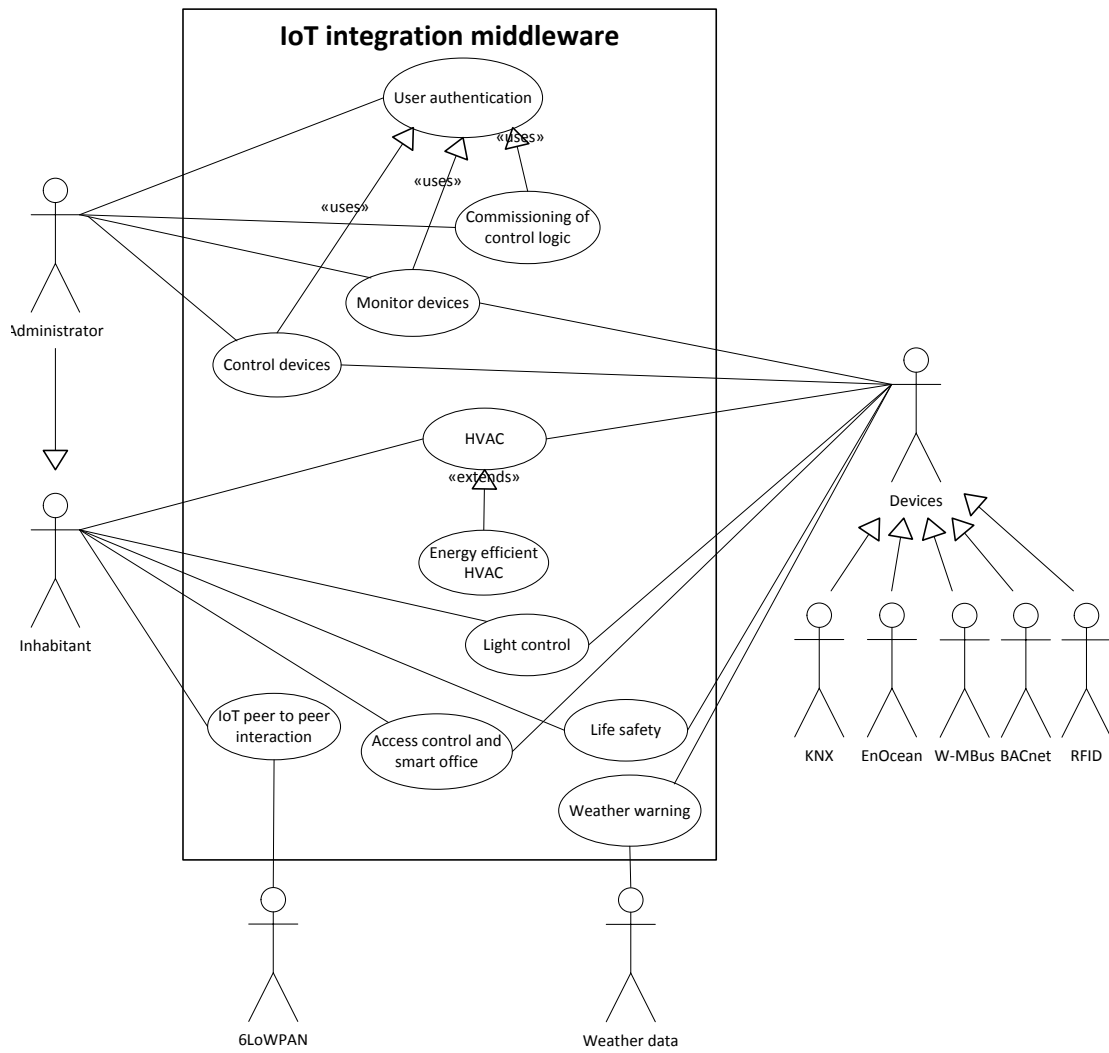 IoT integration middleware
User authentication
«uses»
«uses»
«uses»
Commissioning of
control logic
Monitor devices
Administrator
Control devices
HVAC
«extends»
Devices
Energy efficient
HVAC
Inhabitant
Light control
IoT peer to peer
interaction
Access control and
smart office
Life safety
KNX
EnOcean
W-MBus
BACnet
RFID
Weather warning
6LoWPAN
Weather data